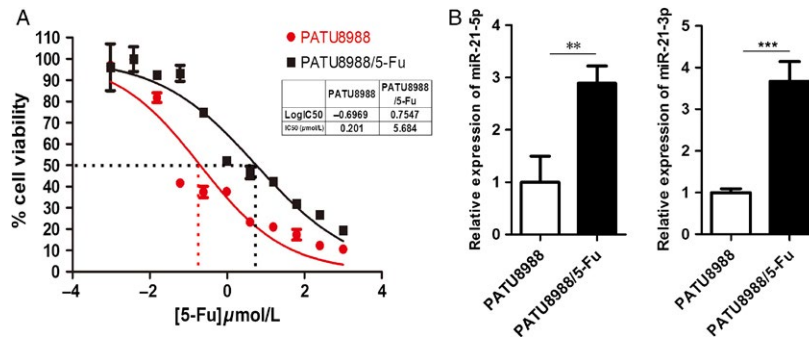 A
% cell viability
110
100
90
80
70
60
50
40
30
20
10
0
−4
−2
0
2
4
[5-Fu]µmol/L
PATU8988
PATU8988/5-Fu
PATU8988 PATU8988 /5-Fu
LogIC50 −0.6969 0.7547
IC50 (µmol/L) 0.201 5.684
B
Relative expression of miR-21-5p
4
3
2
1
0
**
PATU8988
PATU8988/5-Fu
Relative expression of miR-21-3p
5
4
3
2
1
0
***
PATU8988
PATU8988/5-Fu